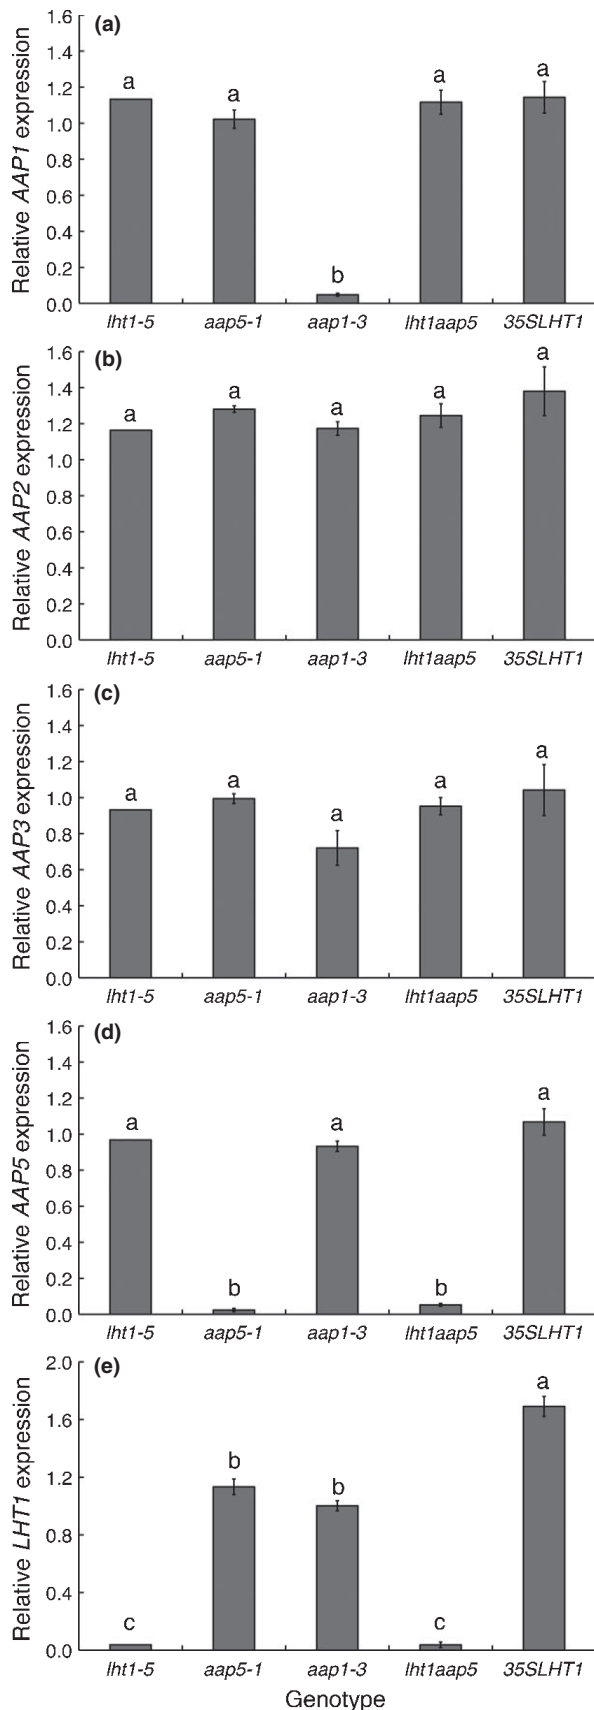 (a)
Relative AAP1 expression
1.6
1.4
1.2
1.0
0.8
0.6
0.4
0.2
0.0
a
a
b
a
a
lht1-5 aap5-1 aap1-3 lht1aap5 35SLHT1
(b)
Relative AAP2 expression
1.6
1.4
1.2
1.0
0.8
0.6
0.4
0.2
0.0
a
a
a
a
a
lht1-5 aap5-1 aap1-3 lht1aap5 35SLHT1
(c)
Relative AAP3 expression
1.6
1.4
1.2
1.0
0.8
0.6
0.4
0.2
0.0
a
a
a
a
a
lht1-5 aap5-1 aap1-3 lht1aap5 35SLHT1
(d)
Relative AAP5 expression
1.6
1.4
1.2
1.0
0.8
0.6
0.4
0.2
0.0
a
b
a
b
a
lht1-5 aap5-1 aap1-3 lht1aap5 35SLHT1
(e)
Relative LHT1 expression
2.0
1.6
1.2
0.8
0.4
0.0
c
b
b
c
a
lht1-5 aap5-1 aap1-3 lht1aap5 35SLHT1
Genotype